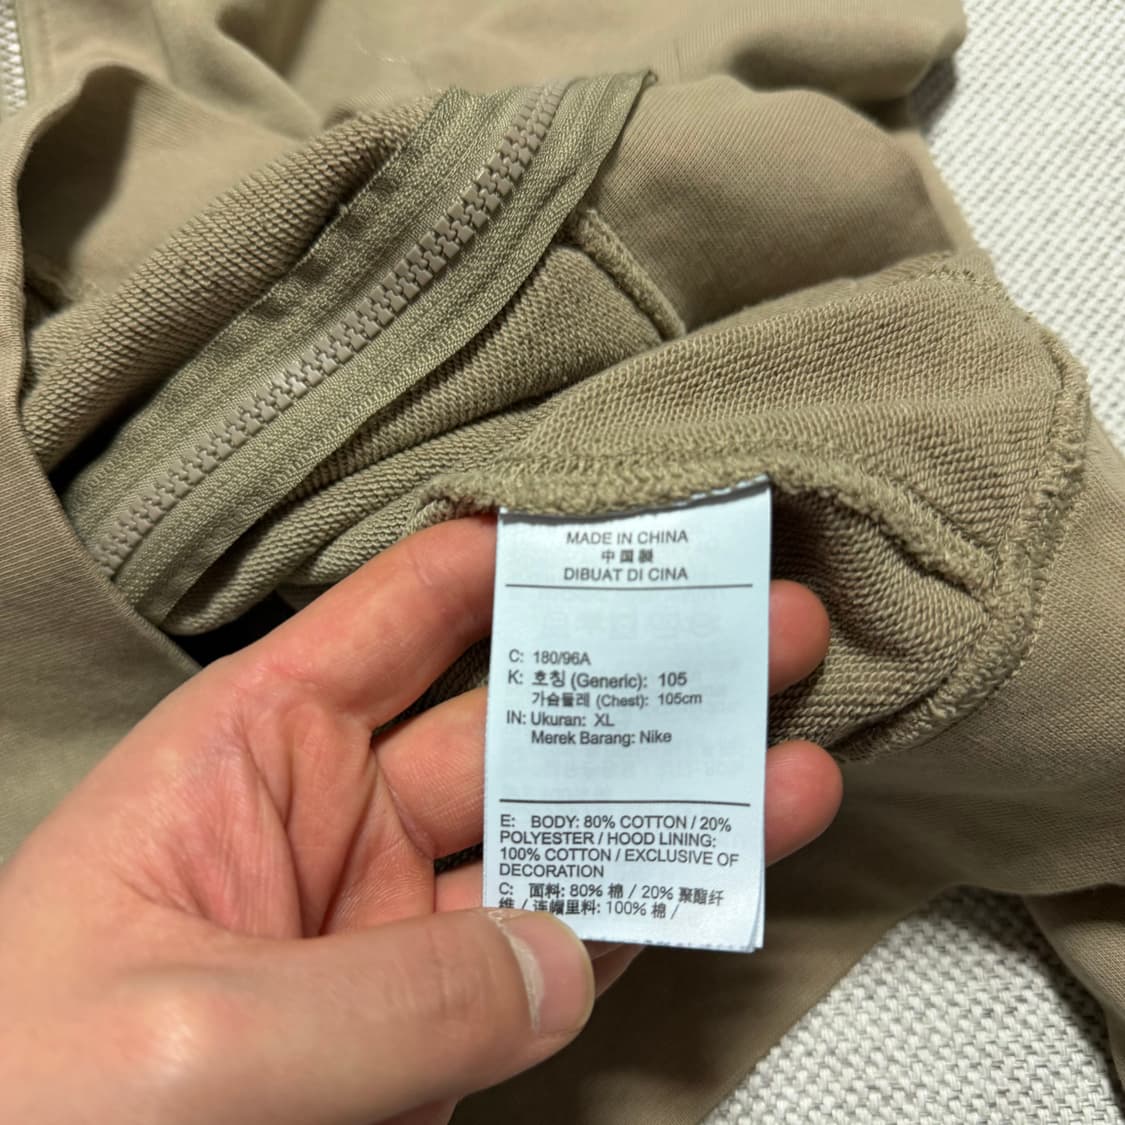 MADE IN CHINA
中国製
DIBUAT DI CINA
C: 180/96A
K: 호칭 (Generic): 105
가슴둘레 (Chest): 105cm
IN: Ukuran: XL
Merek Barang: Nike
E: BODY: 80% COTTON / 20%
POLYESTER / HOOD LINING:
100% COTTON / EXCLUSIVE OF
DECORATION
C: 面料: 80% 棉 / 20% 聚酯纤
维 / 连帽里料: 100% 棉 /